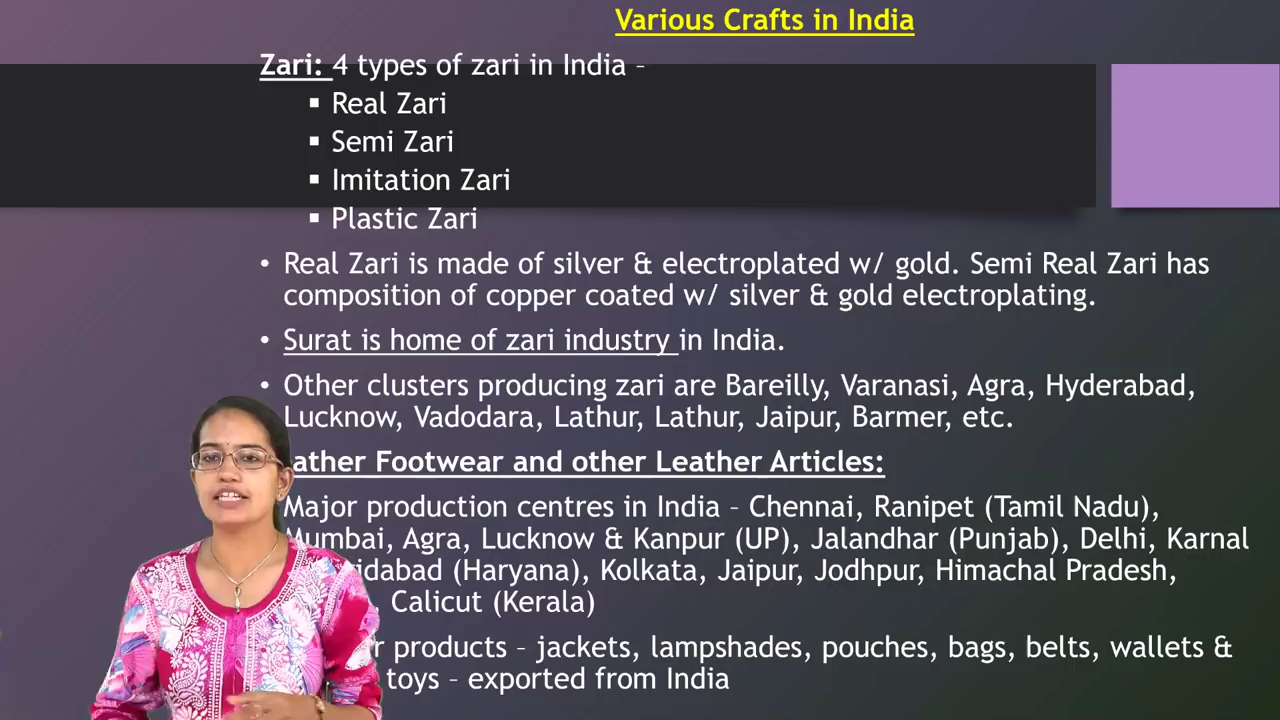 Various Crafts in India
Zari: 4 types of zari in India –
▪ Real Zari
▪ Semi Zari
▪ Imitation Zari
▪ Plastic Zari
• Real Zari is made of silver & electroplated w/ gold. Semi Real Zari has
composition of copper coated w/ silver & gold electroplating.
• Surat is home of zari industry in India.
• Other clusters producing zari are Bareilly, Varanasi, Agra, Hyderabad,
Lucknow, Vadodara, Lathur, Lathur, Jaipur, Barmer, etc.
ather Footwear and other Leather Articles:
Major production centres in India – Chennai, Ranipet (Tamil Nadu),
Mumbai, Agra, Lucknow & Kanpur (UP), Jalandhar (Punjab), Delhi, Karnal
idabad (Haryana), Kolkata, Jaipur, Jodhpur, Himachal Pradesh,
Calicut (Kerala)
r products – jackets, lampshades, pouches, bags, belts, wallets &
toys – exported from India